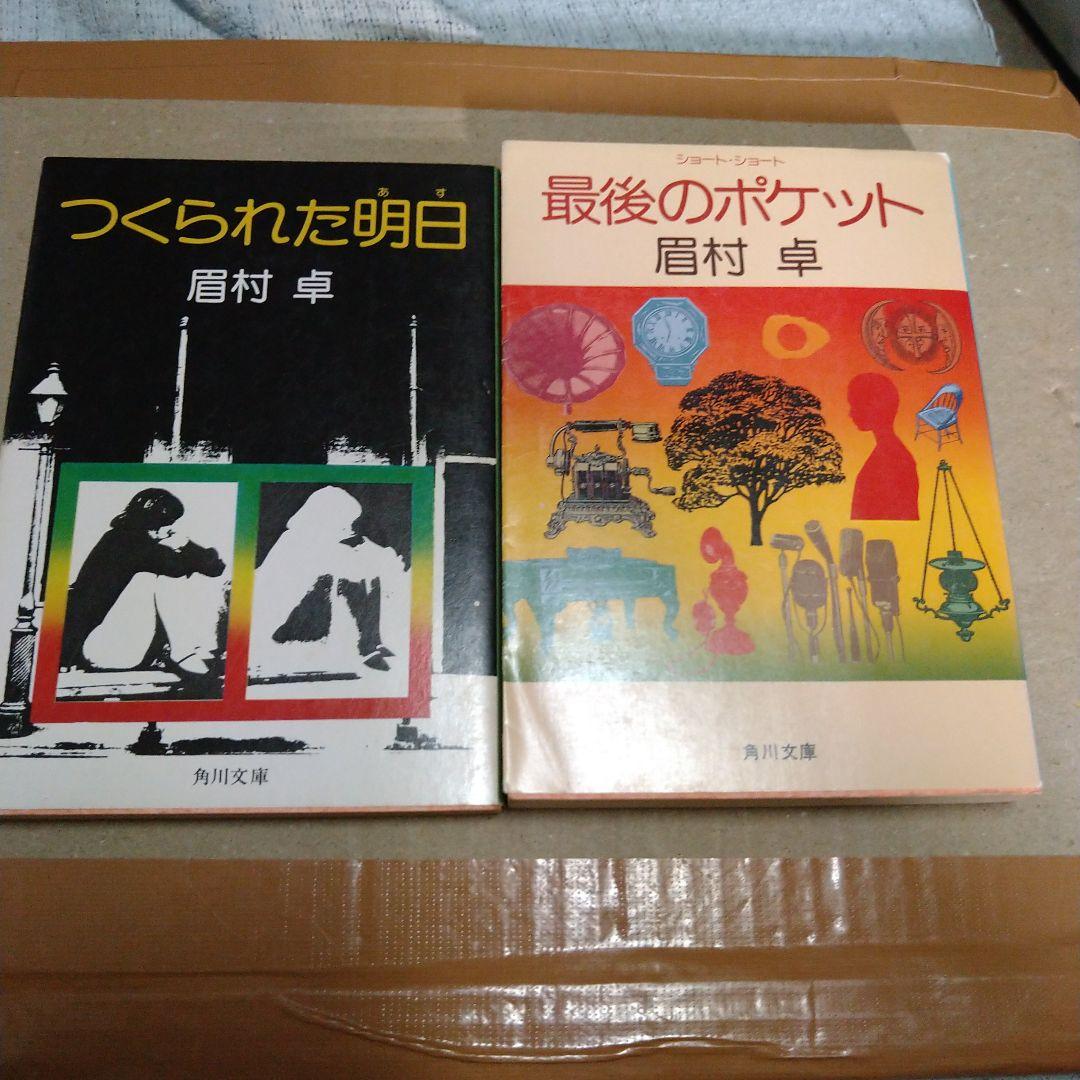 つくられた明日
あす
眉村 卓
角川文庫
ショート・ショート
最後のポケット
眉村 卓
角川文庫